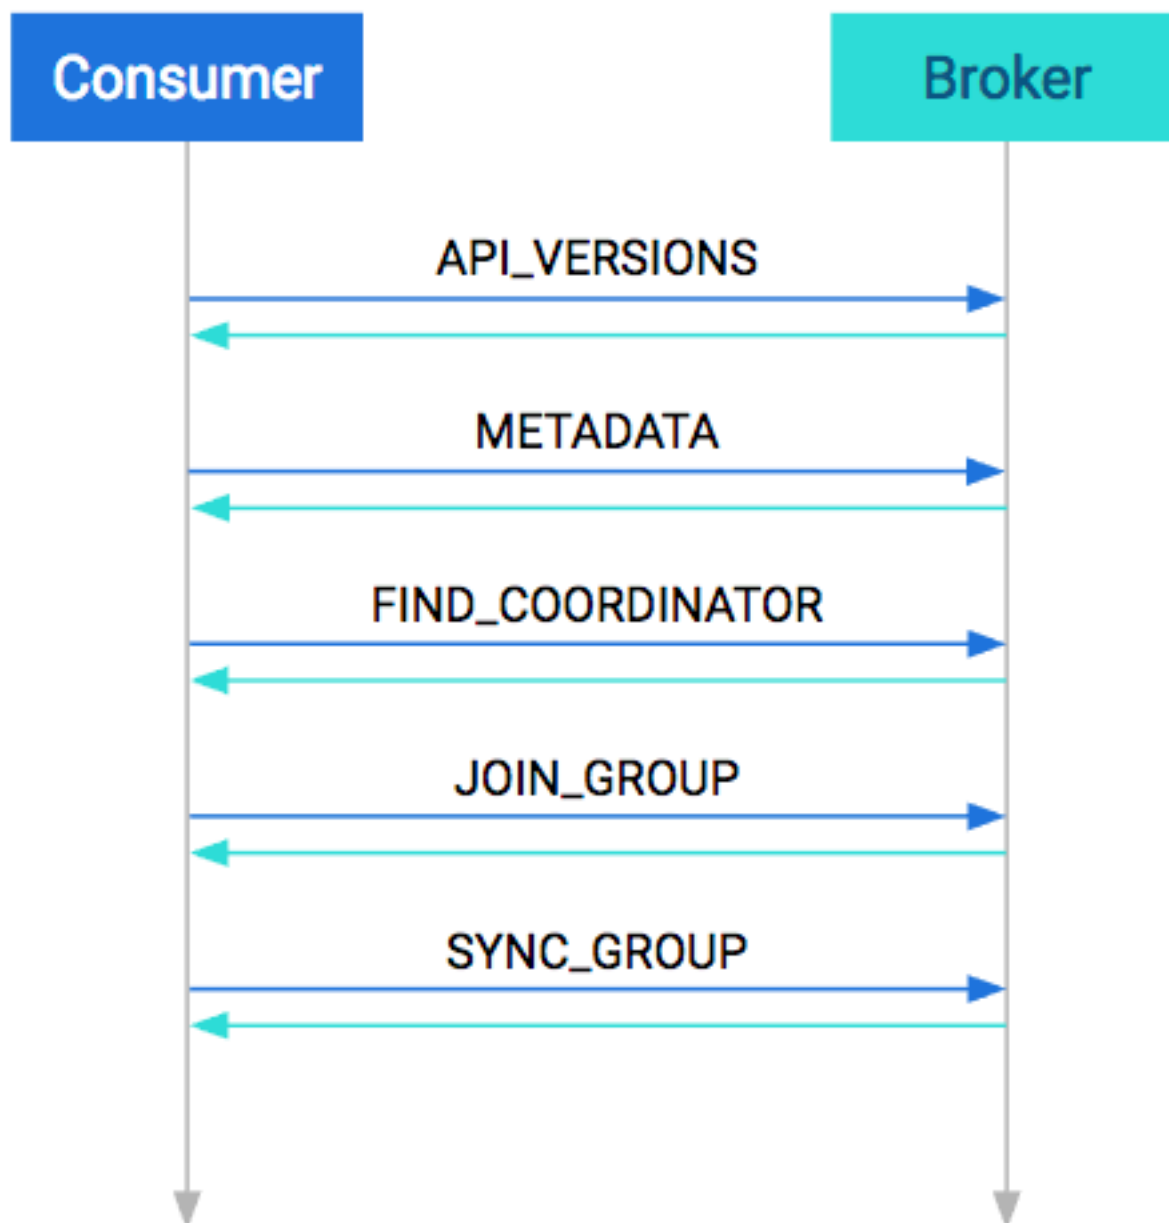 Consumer
Broker
API_VERSIONS
METADATA
FIND_COORDINATOR
JOIN_GROUP
SYNC_GROUP